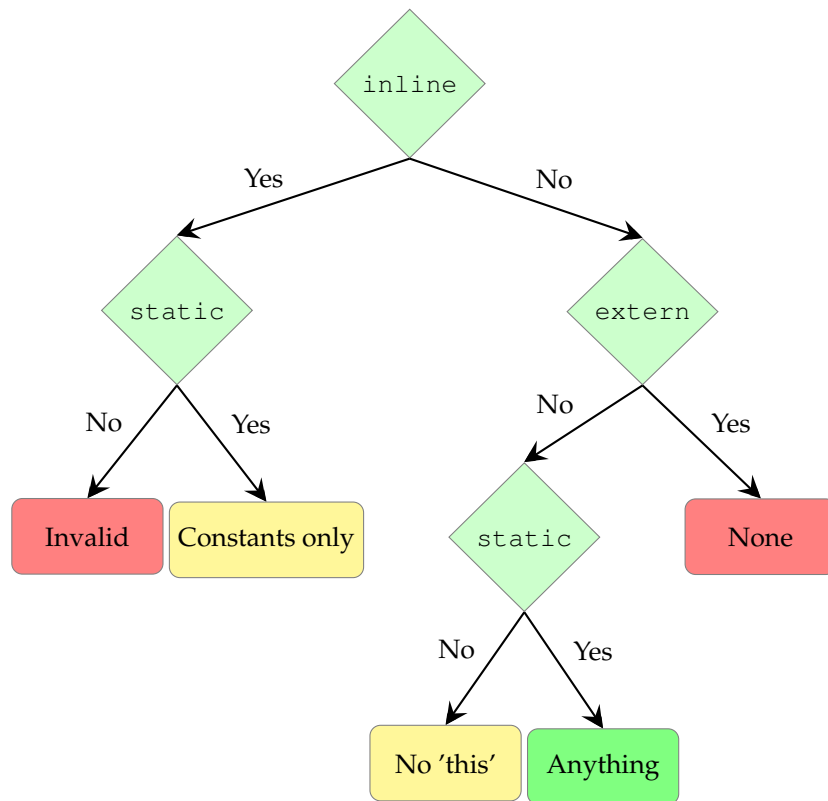 inline
Yes
No
static
extern
No
Yes
No
Yes
Invalid
Constants only
static
None
No
Yes
No ’this’
Anything